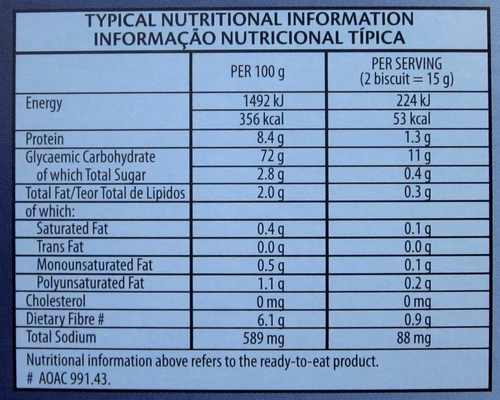 TYPICAL NUTRITIONAL INFORMATION
INFORMAÇÃO NUTRICIONAL TÍPICA
PER 100 g PER SERVING
(2 biscuit = 15 g)
Energy 1492 kJ 224 kJ
356 kcal 53 kcal
Protein 8.4 g 1.3 g
Glycaemic Carbohydrate 72 g 11 g
of which Total Sugar 2.8 g 0.4 g
Total Fat/Teor Total de Lipidos 2.0 g 0.3 g
of which:
Saturated Fat 0.4 g 0.1 g
Trans Fat 0.0 g 0.0 g
Monounsaturated Fat 0.5 g 0.1 g
Polyunsaturated Fat 1.1 g 0.2 g
Cholesterol 0 mg 0 mg
Dietary Fibre # 6.1 g 0.9 g
Total Sodium 589 mg 88 mg
Nutritional information above refers to the ready-to-eat product.
# AOAC 991.43.